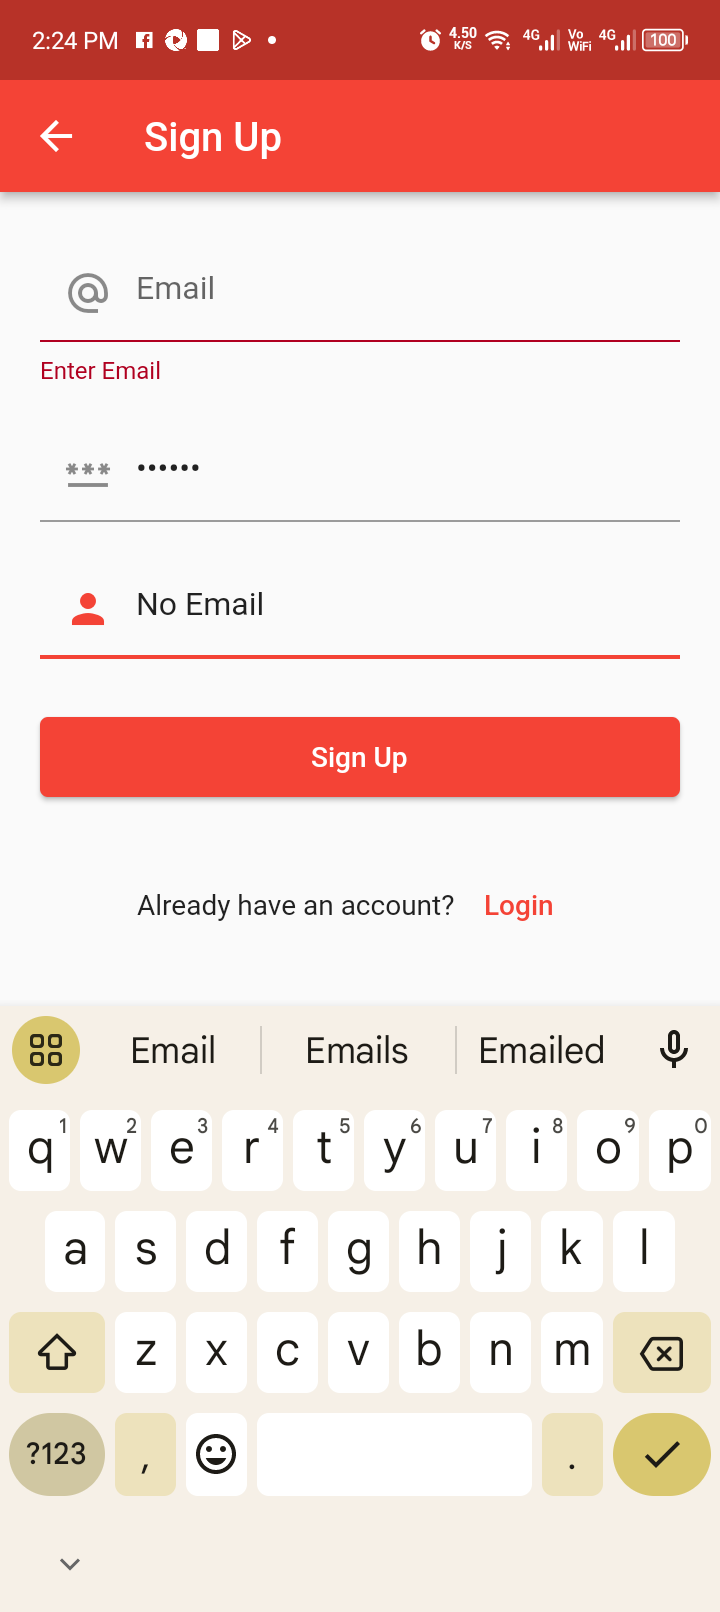 2:24 PM 4.50 K/S 4G Vo WiFi 4G 100
Sign Up
Email
Enter Email
*** ••••••
No Email
Sign Up
Already have an account? Login
Email Emails Emailed
q1 w2 e3 r4 t5 y6 u7 i8 o9 p0
a s d f g h j k l
z x c v b n m
?123 , .